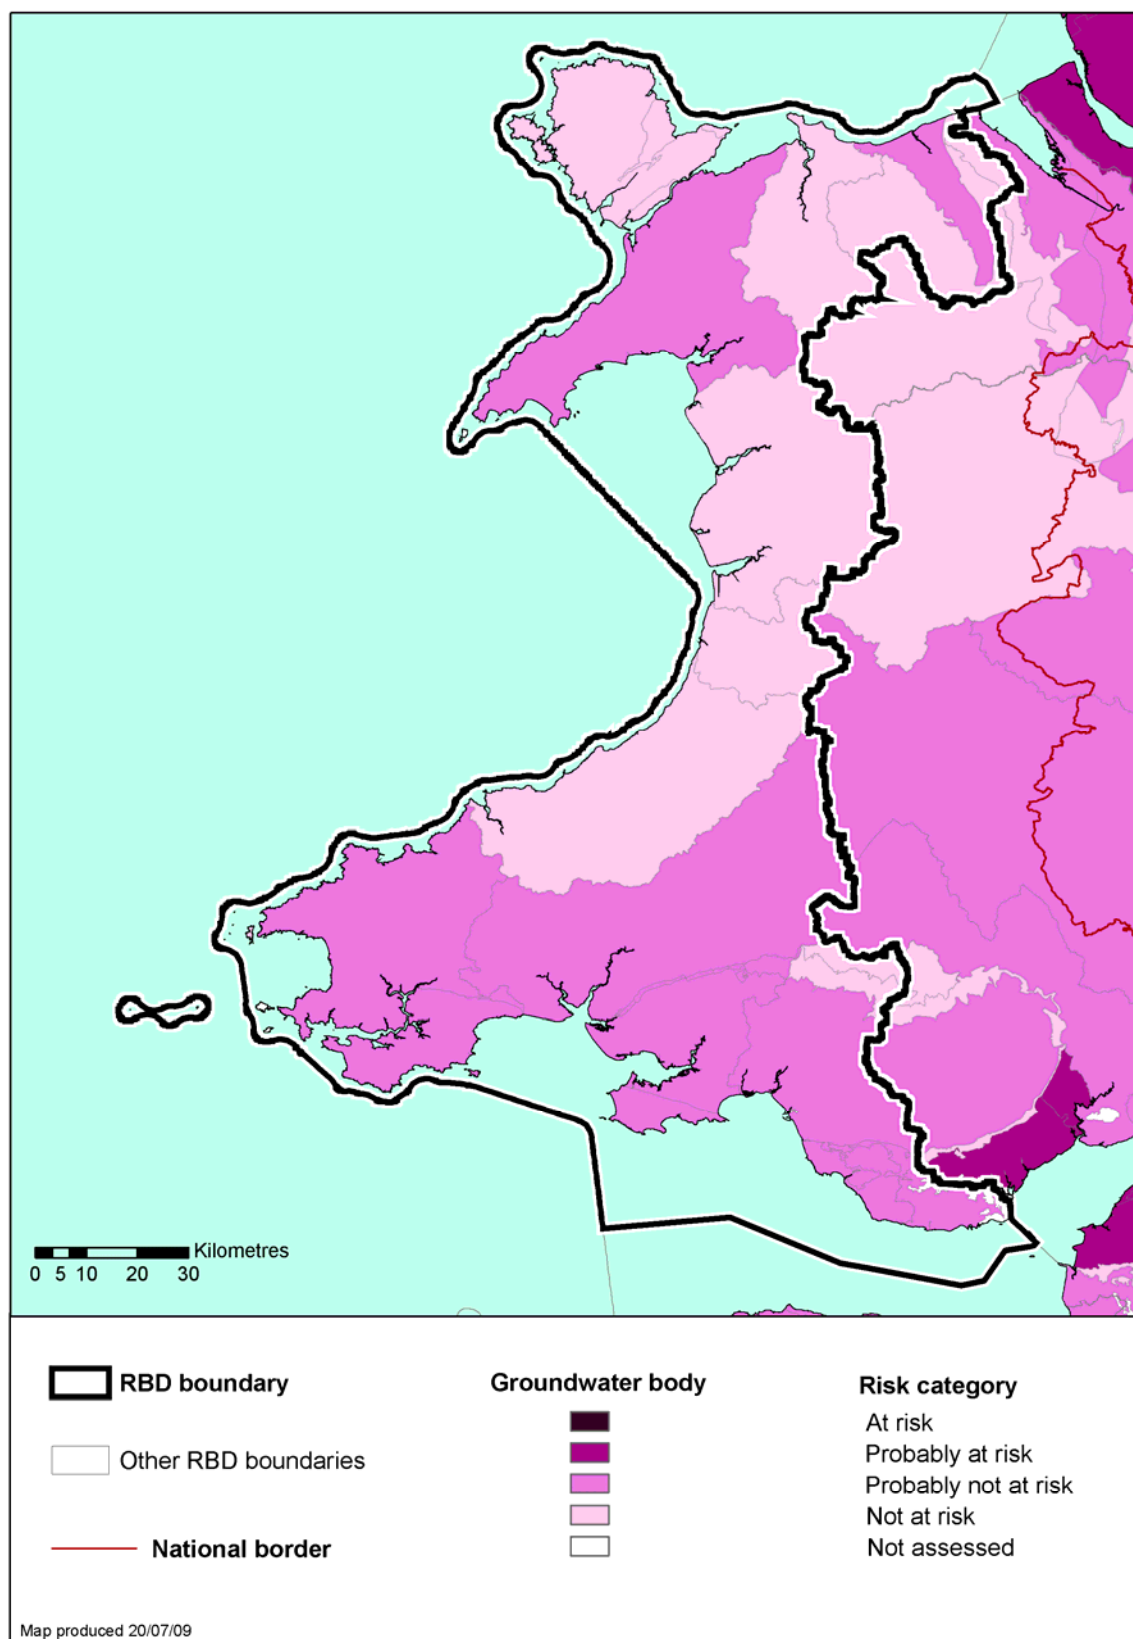 Kilometres
0 5 10 20 30
RBD boundary
Groundwater body
Risk category
At risk
Other RBD boundaries
Probably at risk
Probably not at risk
Not at risk
National border
Not assessed
Map produced 20/07/09